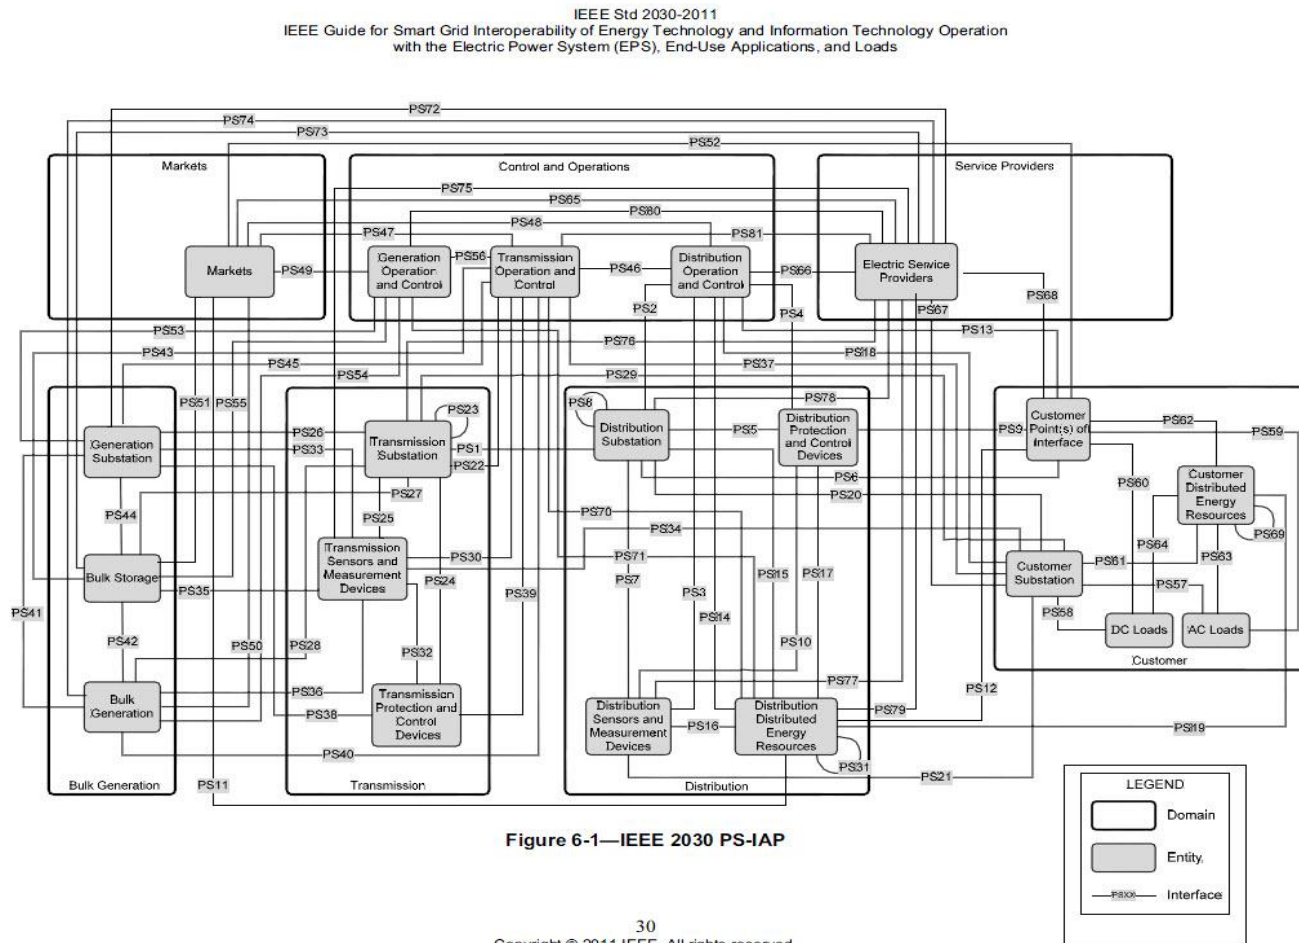 IEEE Std 2030-2011
IEEE Guide for Smart Grid Interoperability of Energy Technology and Information Technology Operation
with the Electric Power System (EPS), End-Use Applications, and Loads
PS72
PS74
PS73
PS52
Markets
Control and Operations
Service Providers
PS75
PS65
PS80
PS48
PS47
PS81
PS56
Markets
PS49
Generation
Operation
and Control
Transmission
Operation and
Control
PS46
Distribution
Operation
and Control
PS66
Electric Service
Providers
PS68
PS2
PS4
PS67
PS53
PS13
PS76
PS43
PS18
PS45
PS37
PS54
PS29
PS51
PS55
PS23
PS8
PS78
PS26
PS1
PS5
PS9
PS62
PS59
Generation
Substation
PS33
Transmission
Substation
PS22
Distribution
Substation
Distribution
Protection
and Control
Devices
Customer
Point(s) of
Interface
PS6
PS60
PS27
PS20
Customer
Distributed
Energy
Resources
PS44
PS25
PS70
PS34
PS69
PS64
PS63
Transmission
Sensors and
Measurement
Devices
PS30
PS71
PS61
Bulk Storage
PS24
PS7
PS15
PS17
Customer
Substation
PS57
PS35
PS39
PS3
PS58
PS41
PS14
DC Loads
AC Loads
PS42
PS50
PS28
PS32
PS10
Customer
PS77
PS12
PS36
Bulk
Generation
Transmission
Protection and
Control
Devices
Distribution
Sensors and
Measurement
Devices
PS16
Distribution
Distributed
Energy
Resources
PS79
PS38
PS19
PS40
PS31
PS21
Bulk Generation
PS11
Transmission
Distribution
LEGEND
Domain
Entity
PSXX
Interface
Figure 6-1—IEEE 2030 PS-IAP
30
Copyright © 2011 IEEE. All rights reserved